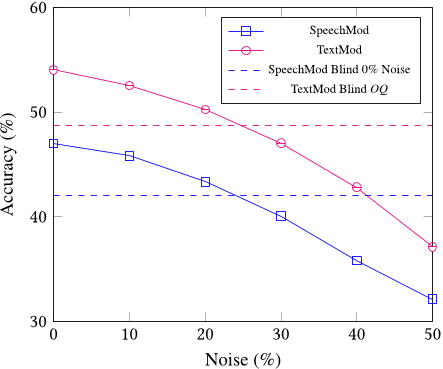 60
50
40
30
0
10
20
30
40
50
Accuracy (%)
Noise (%)
SpeechMod
TextMod
SpeechMod Blind 0% Noise
TextMod Blind OQ